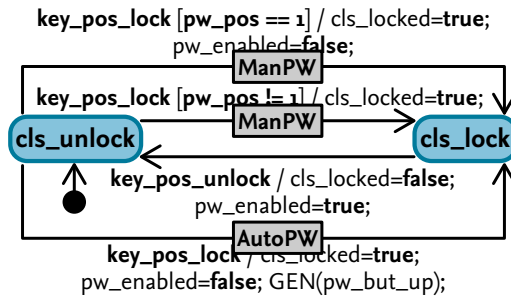 key_pos_lock [pw_pos == 1] / cls_locked=true;
pw_enabled=false;
ManPW
key_pos_lock [pw_pos != 1] / cls_locked=true;
ManPW
cls_unlock
cls_lock
key_pos_unlock / cls_locked=false;
pw_enabled=true;
AutoPW
key_pos_lock / cls_locked=true;
pw_enabled=false; GEN(pw_but_up);